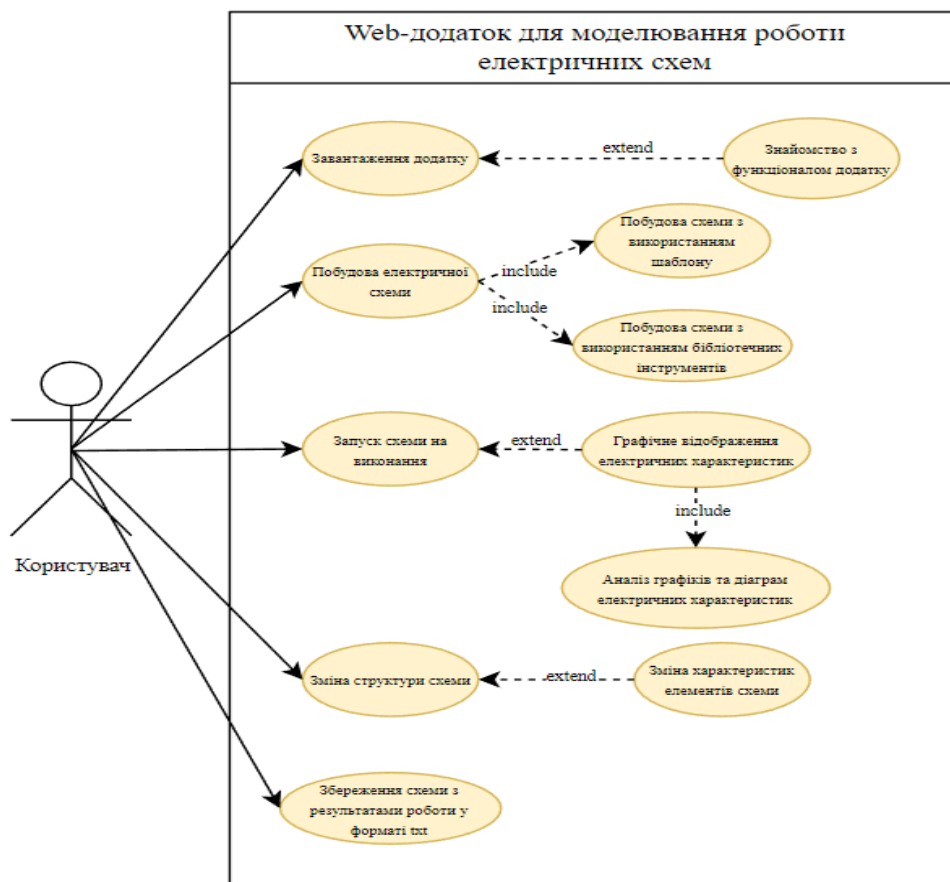 Web-додаток для моделювання роботи
електричних схем
Завантаження додатку
extend
Знайомство з
функціоналом додатку
Побудова електричної
схеми
include
include
Побудова схеми з
використанням
шаблону
Побудова схеми з
використанням бібліотечних
інструментів
Запуск схеми на
виконання
extend
Графічне відображення
електричних характеристик
include
Аналіз графіків та діаграм
електричних характеристик
Користувач
Зміна структури схеми
extend
Зміна характеристик
елементів схеми
Збереження схеми з
результатами роботи у
форматі txt